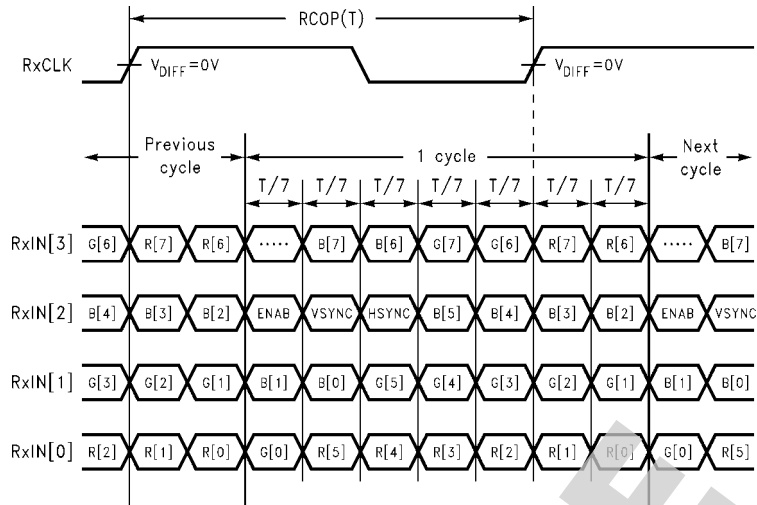 RCOP(T)
RxCLK V_DIFF=0V V_DIFF=0V
Previous cycle 1 cycle Next cycle
T/7 T/7 T/7 T/7 T/7 T/7 T/7
RxIN[3] G[6] R[7] R[6] ····· B[7] B[6] G[7] G[6] R[7] R[6] ····· B[7]
RxIN[2] B[4] B[3] B[2] ENAB VSYNC HSYNC B[5] B[4] B[3] B[2] ENAB VSYNC
RxIN[1] G[3] G[2] G[1] B[1] B[0] G[5] G[4] G[3] G[2] G[1] B[1] B[0]
RxIN[0] R[2] R[1] R[0] G[0] R[5] R[4] R[3] R[2] R[1] R[0] G[0] R[5]